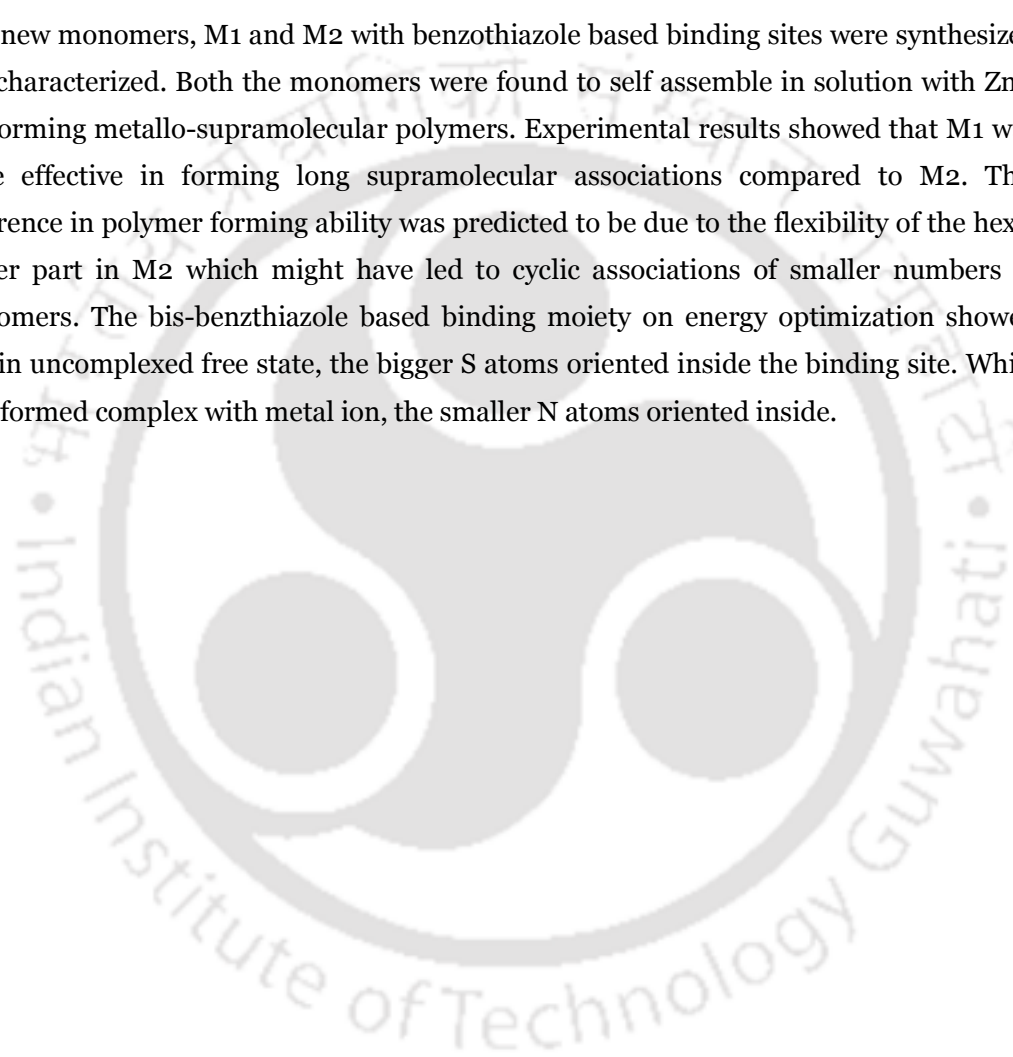 new monomers, M1 and M2 with benzothiazole based binding sites were synthesize
characterized. Both the monomers were found to self assemble in solution with Zn
orming metallo-supramolecular polymers. Experimental results showed that M1 w
e effective in forming long supramolecular associations compared to M2. Th
rence in polymer forming ability was predicted to be due to the flexibility of the hex
er part in M2 which might have led to cyclic associations of smaller numbers
omers. The bis-benzthiazole based binding moiety on energy optimization showe
in uncomplexed free state, the bigger S atoms oriented inside the binding site. Whi
formed complex with metal ion, the smaller N atoms oriented inside.
Indian Institute of Technology Guwahati